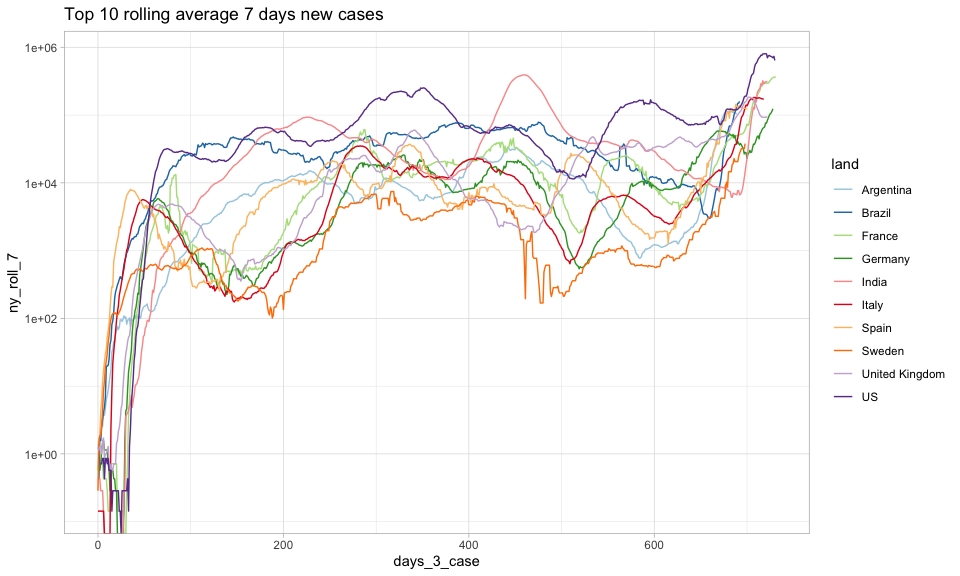 Top 10 rolling average 7 days new cases
1e+06
1e+04
1e+02
1e+00
ny_roll_7
0
200
400
600
days_3_case
land
Argentina
Brazil
France
Germany
India
Italy
Spain
Sweden
United Kingdom
US